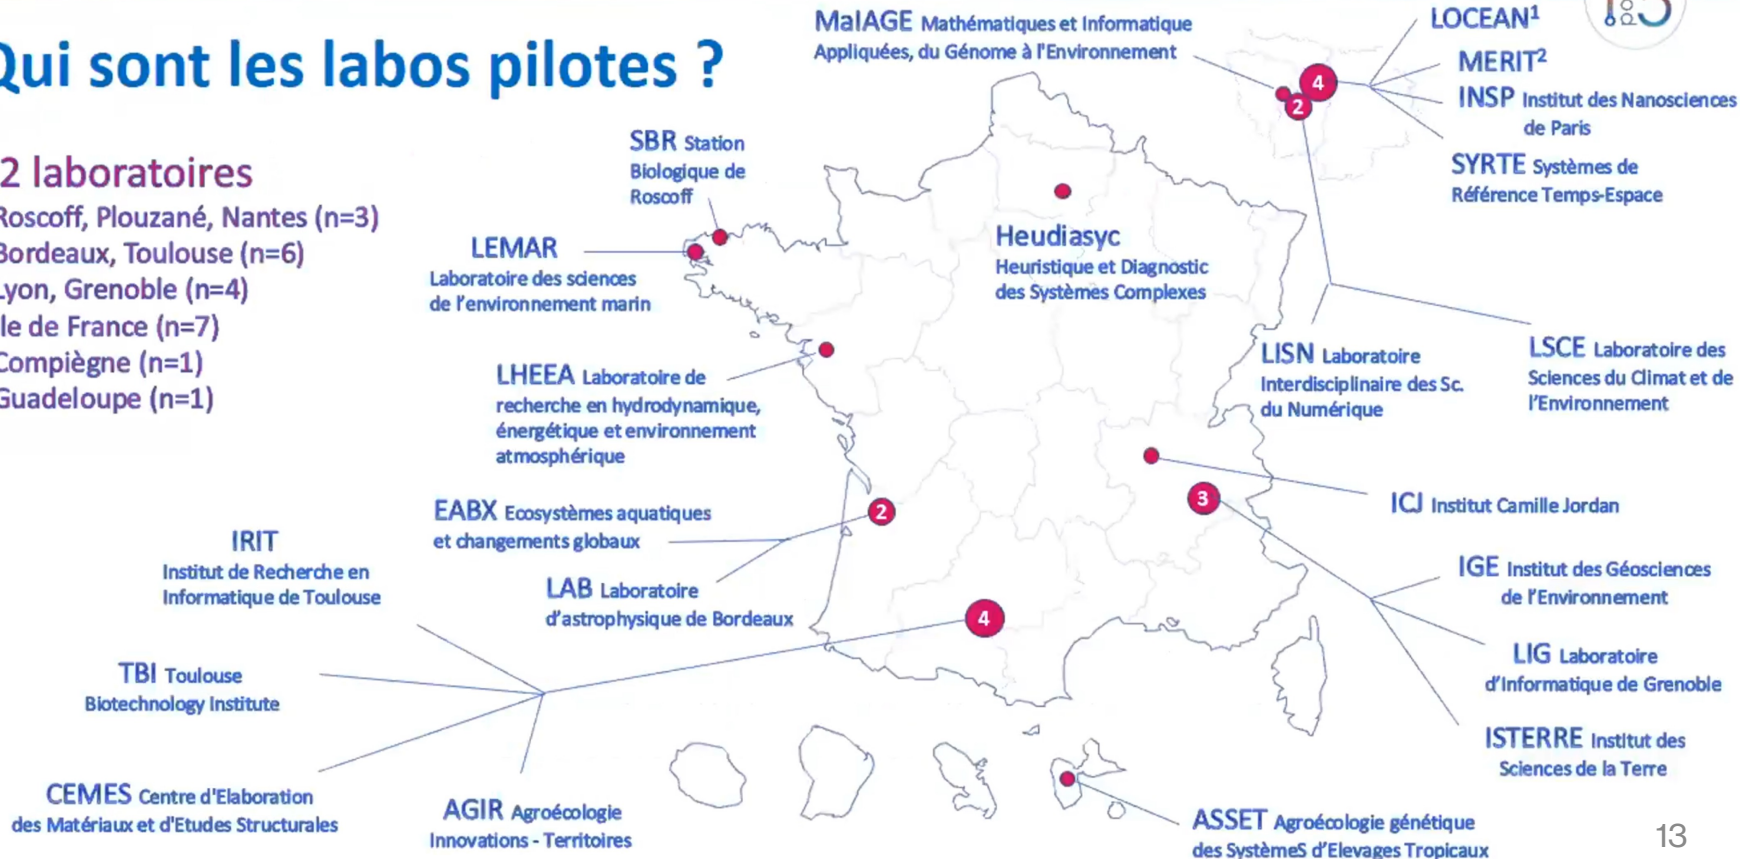 Qui sont les labos pilotes ?
2 laboratoires
Roscoff, Plouzané, Nantes (n=3)
Bordeaux, Toulouse (n=6)
Lyon, Grenoble (n=4)
Ile de France (n=7)
Compiègne (n=1)
Guadeloupe (n=1)
MaIAGE Mathématiques et Informatique
Appliquées, du Génome à l'Environnement
LOCEAN¹
MERIT²
INSP Institut des Nanosciences
de Paris
SYRTE Systèmes de
Référence Temps-Espace
4
2
SBR Station
Biologique de
Roscoff
LEMAR
Laboratoire des sciences
de l'environnement marin
Heudiasyc
Heuristique et Diagnostic
des Systèmes Complexes
LISN Laboratoire
Interdisciplinaire des Sc.
du Numérique
LSCE Laboratoire des
Sciences du Climat et de
l'Environnement
LHEEA Laboratoire de
recherche en hydrodynamique,
énergétique et environnement
atmosphérique
EABX Ecosystèmes aquatiques
et changements globaux
2
LAB Laboratoire
d'astrophysique de Bordeaux
3
ICJ Institut Camille Jordan
IGE Institut des Géosciences
de l'Environnement
LIG Laboratoire
d'Informatique de Grenoble
ISTERRE Institut des
Sciences de la Terre
IRIT
Institut de Recherche en
Informatique de Toulouse
4
TBI Toulouse
Biotechnology Institute
CEMES Centre d'Elaboration
des Matériaux et d'Etudes Structurales
AGIR Agroécologie
Innovations - Territoires
ASSET Agroécologie génétique
des SystèmeS d'Elevages Tropicaux
13